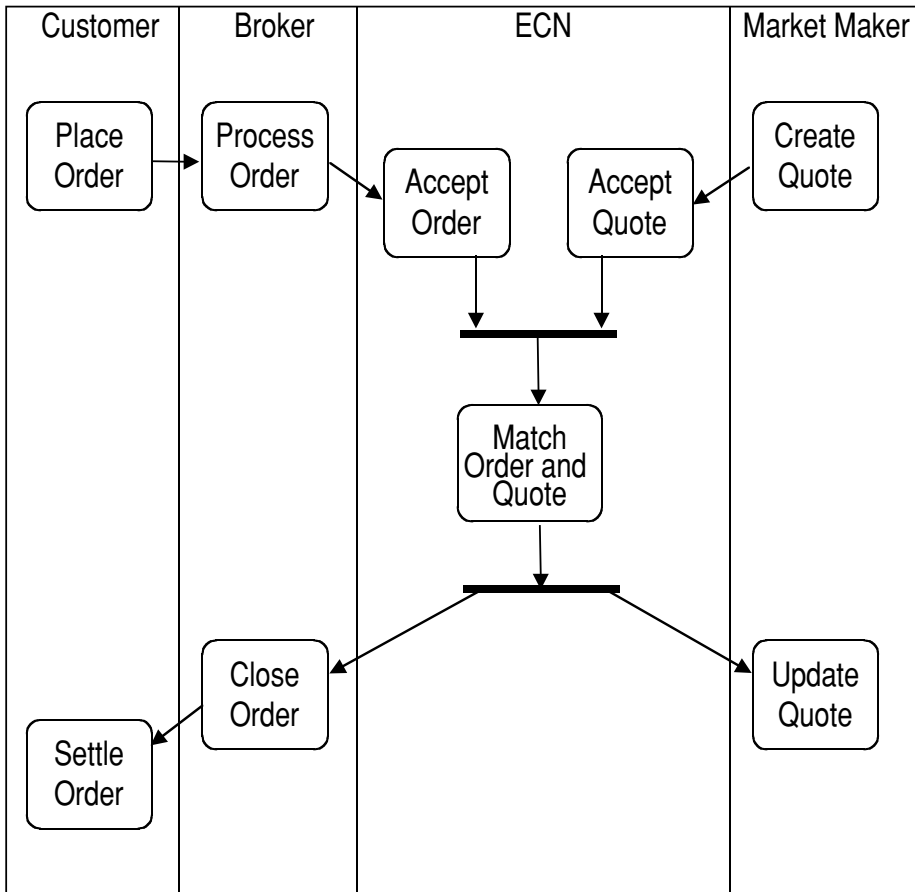 Customer
Broker
ECN
Market Maker
Place
Order
Process
Order
Accept
Order
Accept
Quote
Create
Quote
Match
Order and
Quote
Close
Order
Update
Quote
Settle
Order